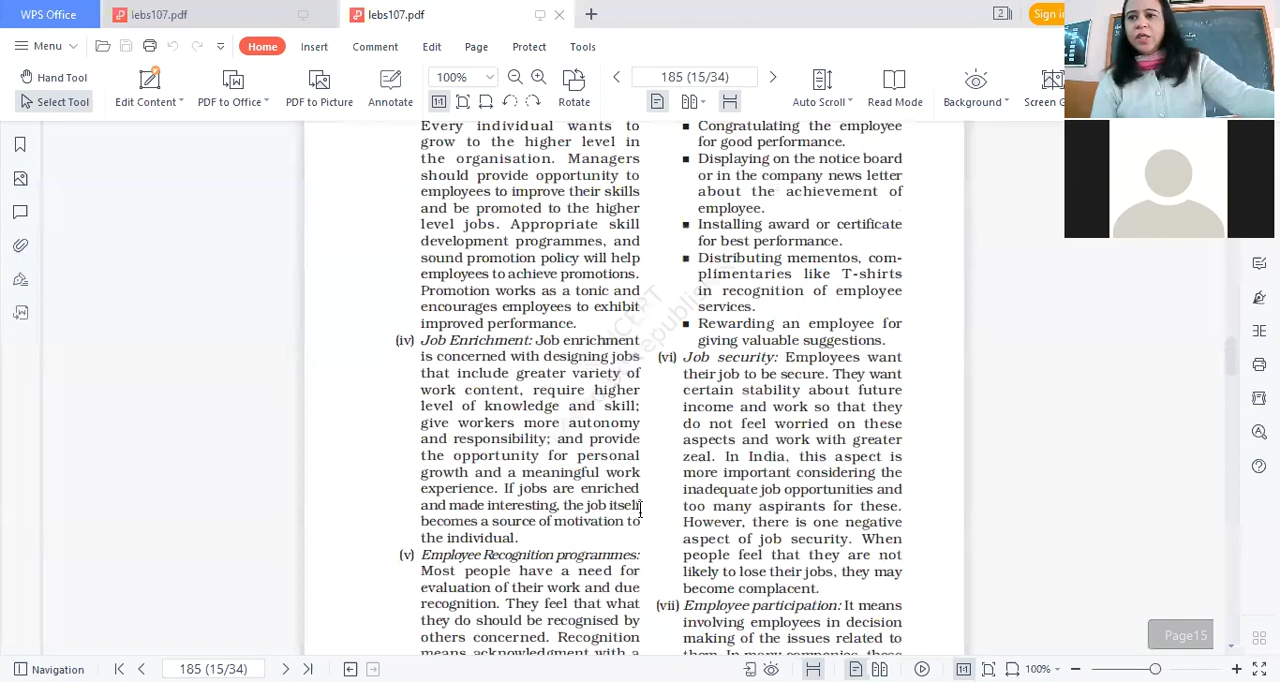 WPS Office
lebs107.pdf
lebs107.pdf
2
Sign in
Menu
Home
Insert
Comment
Edit
Page
Protect
Tools
Hand Tool
Select Tool
Edit Content
PDF to Office
PDF to Picture
Annotate
100%
185 (15/34)
Rotate
Auto Scroll
Read Mode
Background
Screen G
Every individual wants to
grow to the higher level in
the organisation. Managers
should provide opportunity to
employees to improve their skills
and be promoted to the higher
level jobs. Appropriate skill
development programmes, and
sound promotion policy will help
employees to achieve promotions.
Promotion works as a tonic and
encourages employees to exhibit
improved performance.
(iv) Job Enrichment: Job enrichment
is concerned with designing jobs
that include greater variety of
work content, require higher
level of knowledge and skill;
give workers more autonomy
and responsibility; and provide
the opportunity for personal
growth and a meaningful work
experience. If jobs are enriched
and made interesting, the job itself
becomes a source of motivation to
the individual.
(v) Employee Recognition programmes:
Most people have a need for
evaluation of their work and due
recognition. They feel that what
they do should be recognised by
others concerned. Recognition
means acknowledgment with a
■ Congratulating the employee
for good performance.
■ Displaying on the notice board
or in the company news letter
about the achievement of
employee.
■ Installing award or certificate
for best performance.
■ Distributing mementos, com-
plimentaries like T-shirts
in recognition of employee
services.
■ Rewarding an employee for
giving valuable suggestions.
(vi) Job security: Employees want
their job to be secure. They want
certain stability about future
income and work so that they
do not feel worried on these
aspects and work with greater
zeal. In India, this aspect is
more important considering the
inadequate job opportunities and
too many aspirants for these.
However, there is one negative
aspect of job security. When
people feel that they are not
likely to lose their jobs, they may
become complacent.
(vii) Employee participation: It means
involving employees in decision
making of the issues related to
them. In many companies, these
NCERT
republis
Page15
Navigation
185 (15/34)
100%